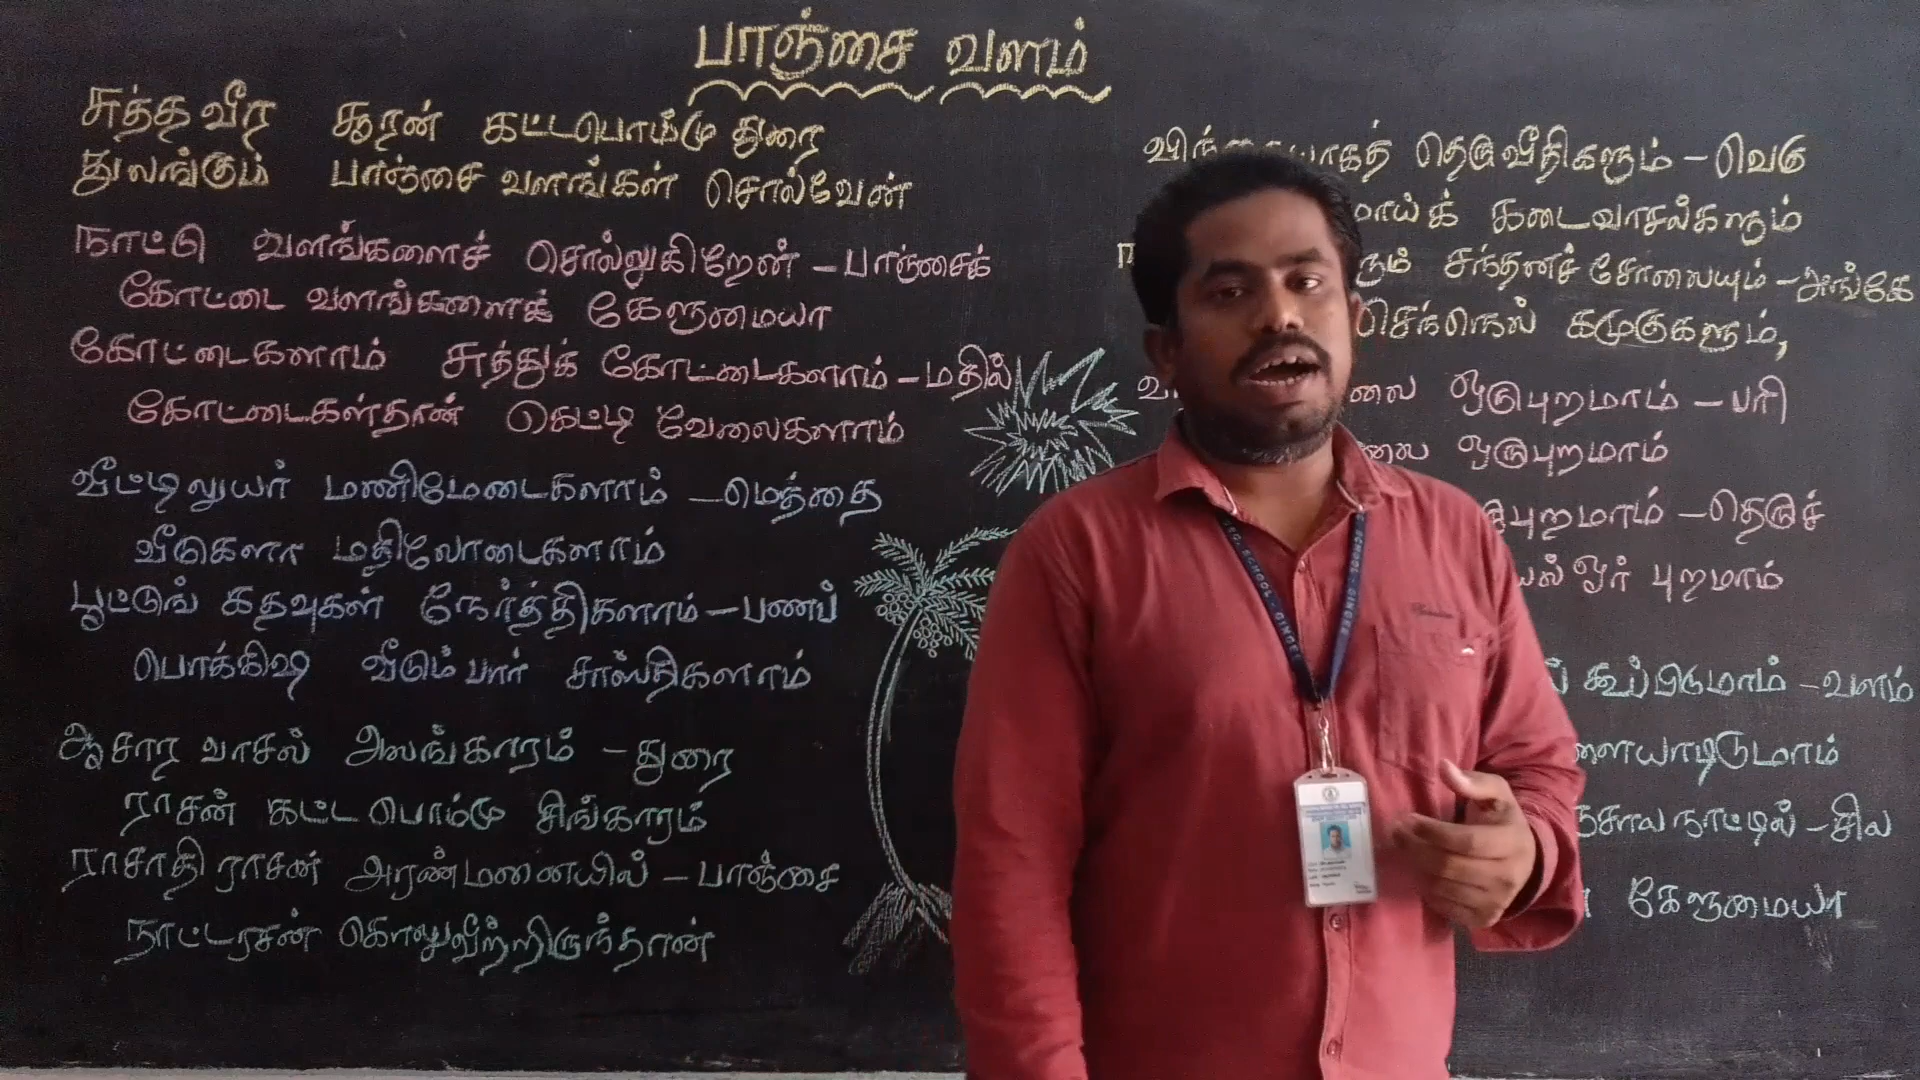 பாஞ்சை வளம்
சுத்த வீர சூரன் கட்டபொம்மு துரை
துலங்கும் பாஞ்சை வளங்கள் சொல்வேன்
நாட்டு வளங்களைச் சொல்லுகிறேன் – பாஞ்சைக்
கோட்டை வளங்களைக் கேளுமையா
கோட்டைகளாம் சுத்துக் கோட்டைகளாம் – மதில்
கோட்டைகள்தான் கெட்டி வேலைகளாம்
வீட்டிலுயர் மணிமேடைகளாம் – மெத்தை
வீடுகளா மதிலோடைகளாம்
பூட்டுங் கதவுகள் நேர்த்திகளாம் – பணப்
பொக்கிஷ வீடும் பார் சாஸ்திகளாம்
ஆசார வாசல் அலங்காரம் – துரை
ராசன் கட்டபொம்மு சிங்காரம்
ராசாதி ராசன் அரண்மனையில் – பாஞ்சை
நாட்டரசன் கொலுவீற்றிருந்தான்
தெருவீதிகளும் – வெகு
கடைவாசல்களும்
சந்தனச் சோலையும் – அங்கே
செந்நெல் கமுகுகளும்,
ஒருபுறமாம் – பரி
ஒருபுறமாம்
– தெருச்
ஓர் புறமாம்
கூப்பிடுமாம் – வளம்
– சில
கேளுமையா